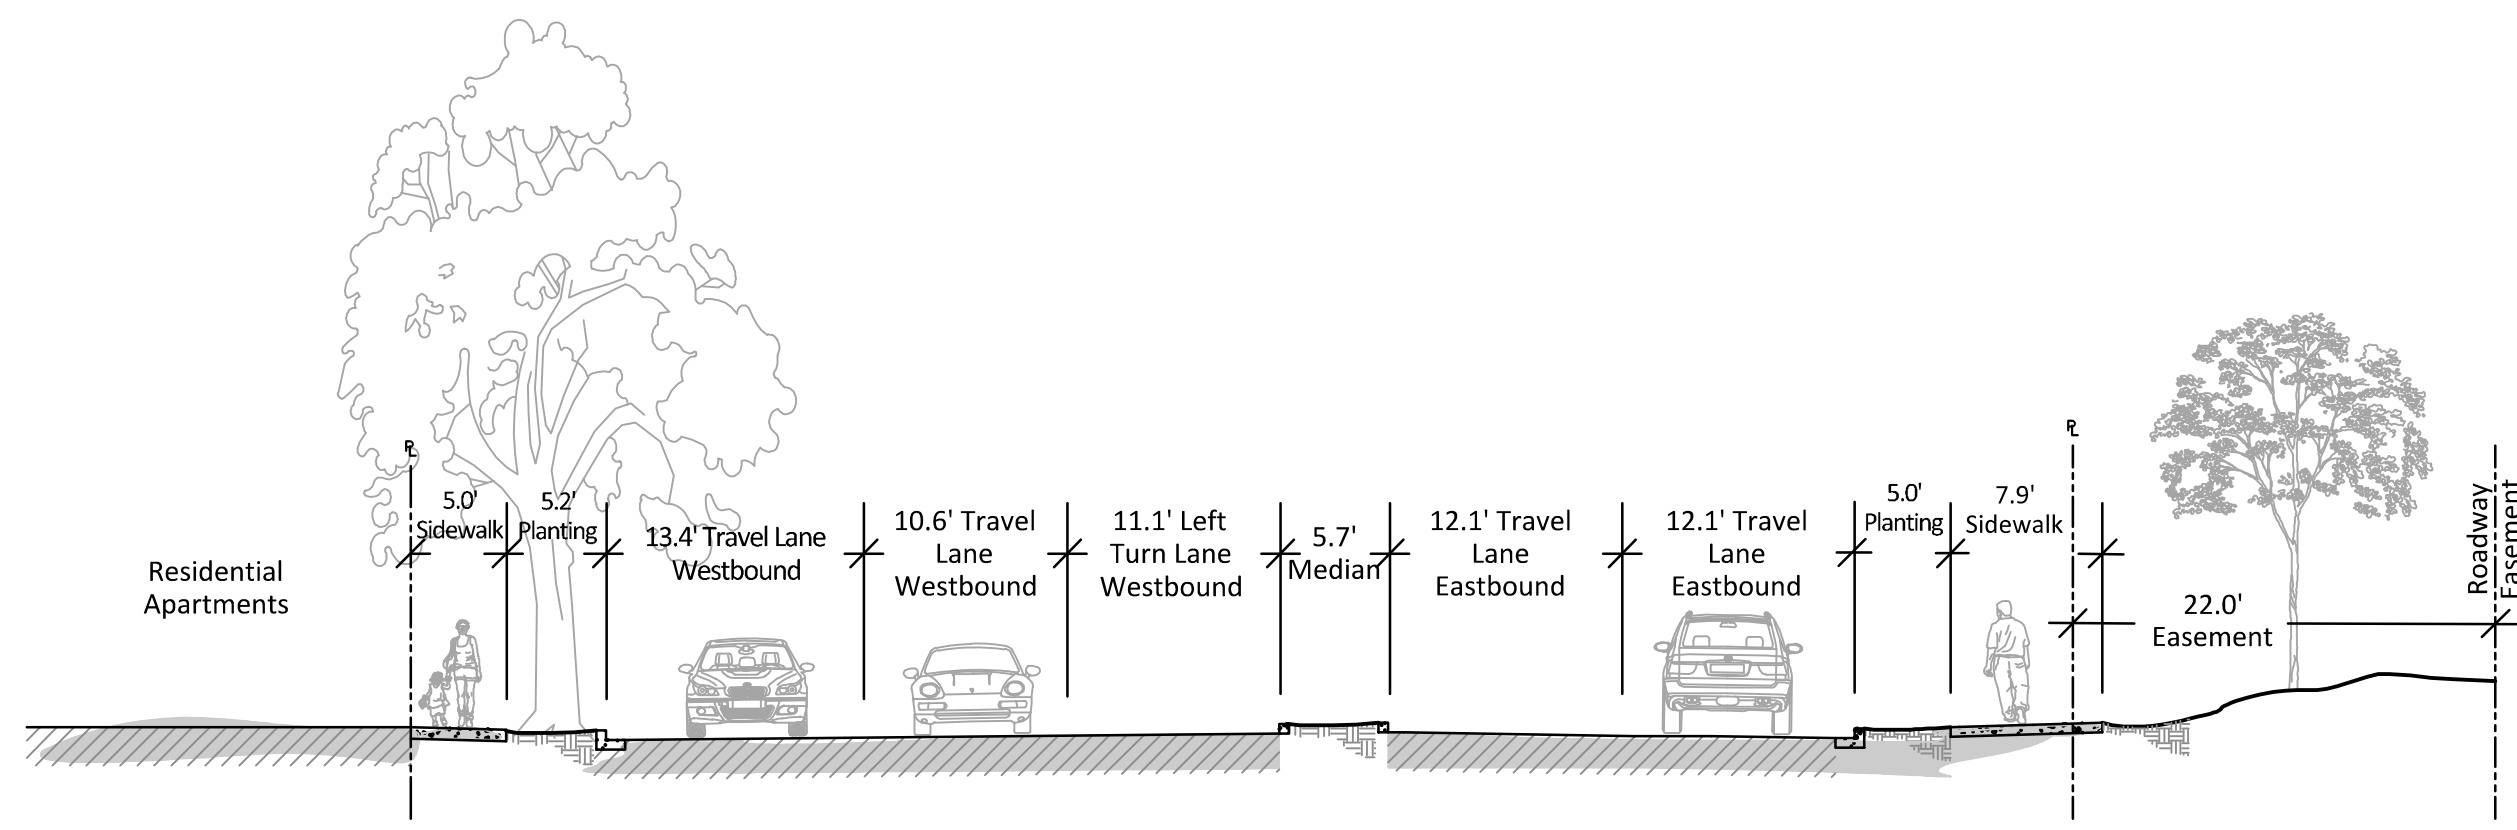 PL
PL
5.0'
Sidewalk
5.2'
Planting
13.4' Travel Lane
Westbound
10.6' Travel
Lane
Westbound
11.1' Left
Turn Lane
Westbound
5.7'
Median
12.1' Travel
Lane
Eastbound
12.1' Travel
Lane
Eastbound
5.0'
Planting
7.9'
Sidewalk
Residential
Apartments
22.0'
Easement
Roadway
Easement